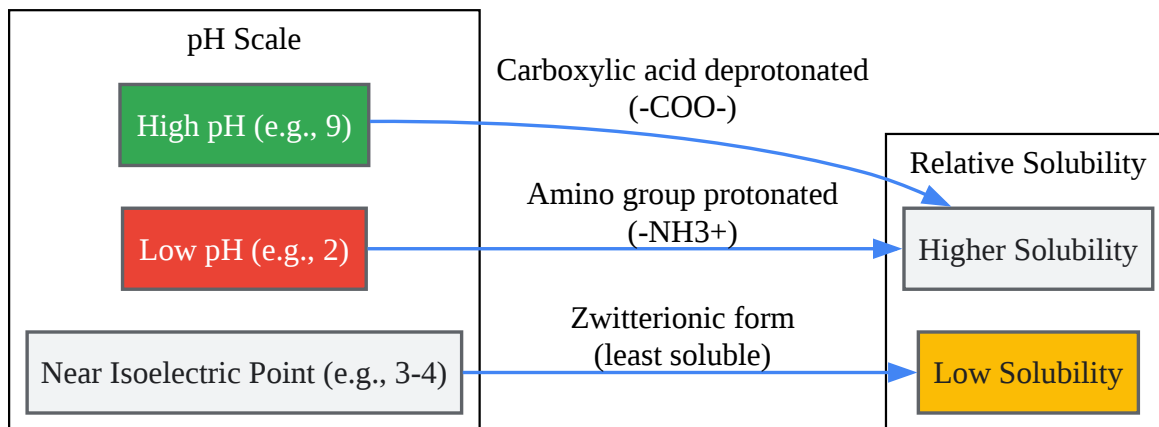 pH Scale
High pH (e.g., 9)
Low pH (e.g., 2)
Near Isoelectric Point (e.g., 3-4)
Carboxylic acid deprotonated
(-COO-)
Amino group protonated
(-NH3+)
Zwitterionic form
(least soluble)
Relative Solubility
Higher Solubility
Low Solubility